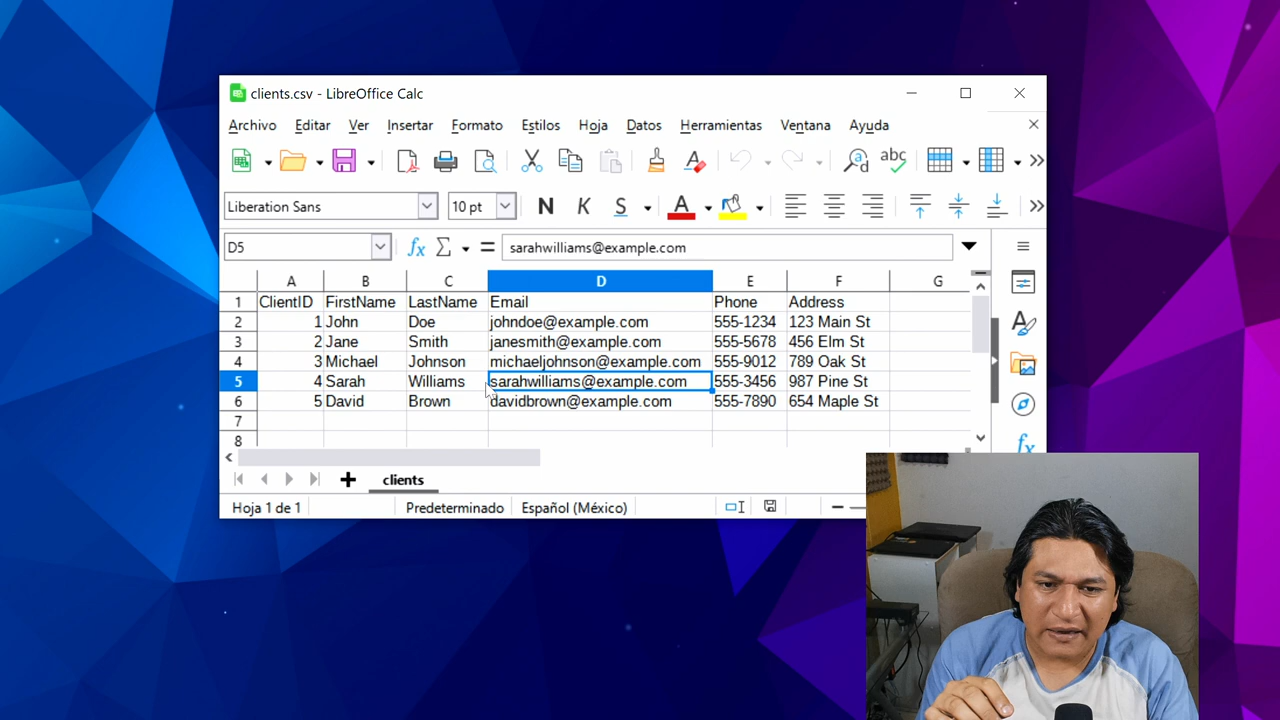 clients.csv - LibreOffice Calc
Archivo Editar Ver Insertar Formato Estilos Hoja Datos Herramientas Ventana Ayuda
Liberation Sans 10 pt N K S A
D5 fx Σ = sarahwilliams@example.com
A B C D E F G
1 ClientID FirstName LastName Email Phone Address
2 1 John Doe johndoe@example.com 555-1234 123 Main St
3 2 Jane Smith janesmith@example.com 555-5678 456 Elm St
4 3 Michael Johnson michaeljohnson@example.com 555-9012 789 Oak St
5 4 Sarah Williams sarahwilliams@example.com 555-3456 987 Pine St
6 5 David Brown davidbrown@example.com 555-7890 654 Maple St
7
8
clients
Hoja 1 de 1 Predeterminado Español (México)